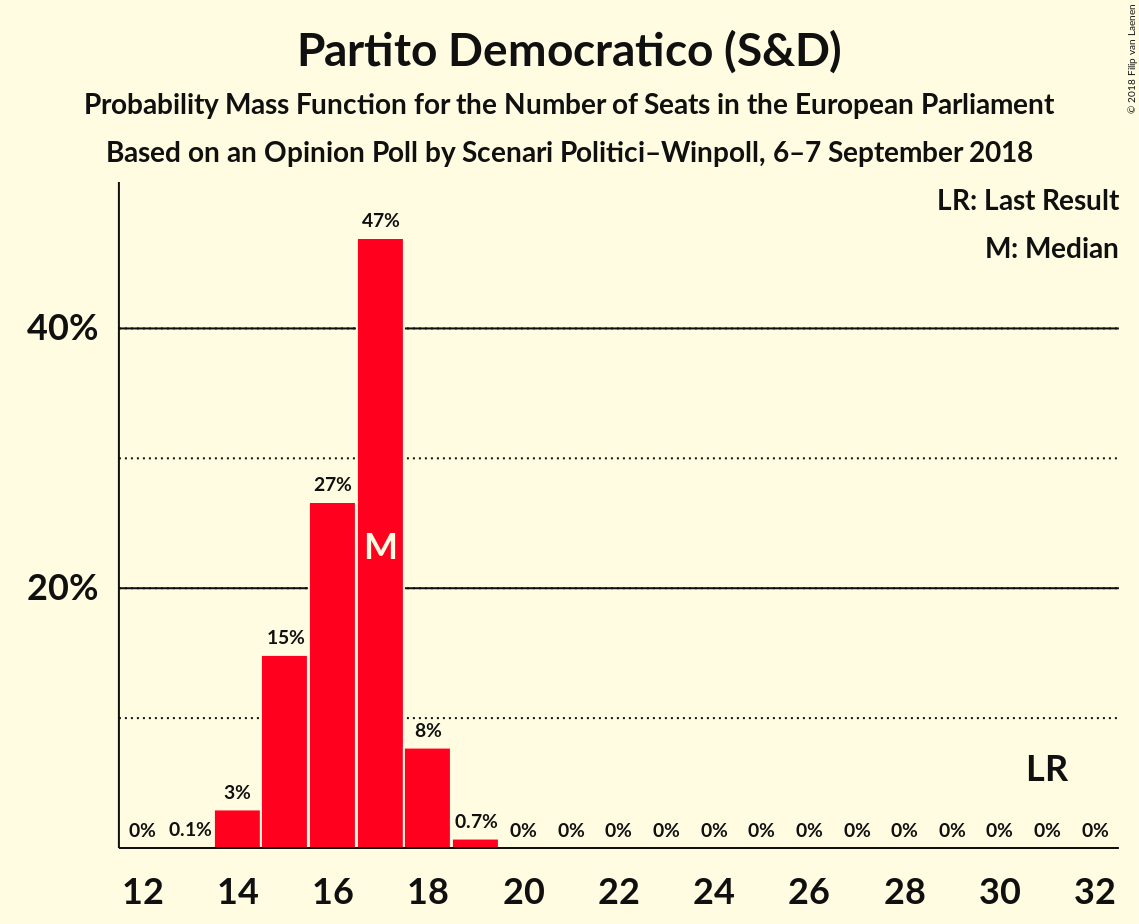 Partito Democratico (S&D)
Probability Mass Function for the Number of Seats in the European Parliament
Based on an Opinion Poll by Scenari Politici–Winpoll, 6–7 September 2018
© 2018 Filip van Laenen
LR: Last Result
M: Median
47%
40%
27%
M
20%
15%
8%
LR
3%
0% 0.1% 0.7% 0% 0% 0% 0% 0% 0% 0% 0% 0% 0% 0% 0% 0%
12 14 16 18 20 22 24 26 28 30 32